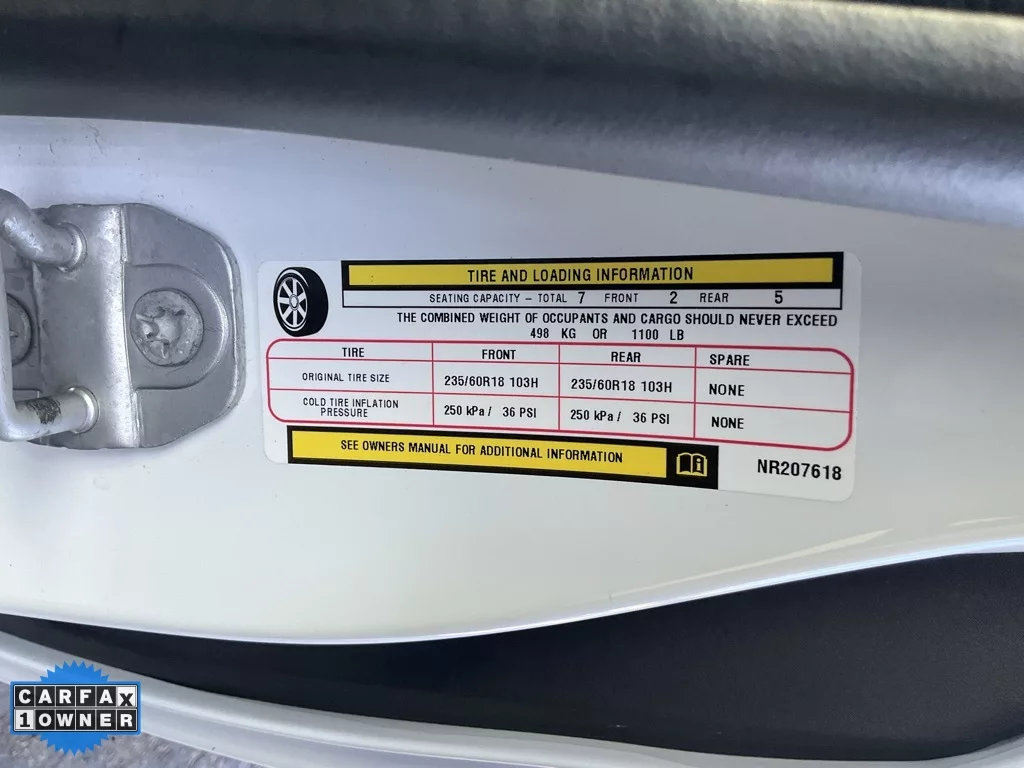 TIRE AND LOADING INFORMATION
SEATING CAPACITY – TOTAL 7 FRONT 2 REAR 5
THE COMBINED WEIGHT OF OCCUPANTS AND CARGO SHOULD NEVER EXCEED
498 KG OR 1100 LB
TIRE FRONT REAR SPARE
ORIGINAL TIRE SIZE 235/60R18 103H 235/60R18 103H NONE
COLD TIRE INFLATION PRESSURE 250 kPa / 36 PSI 250 kPa / 36 PSI NONE
SEE OWNERS MANUAL FOR ADDITIONAL INFORMATION
NR207618
CARFAX
1 OWNER